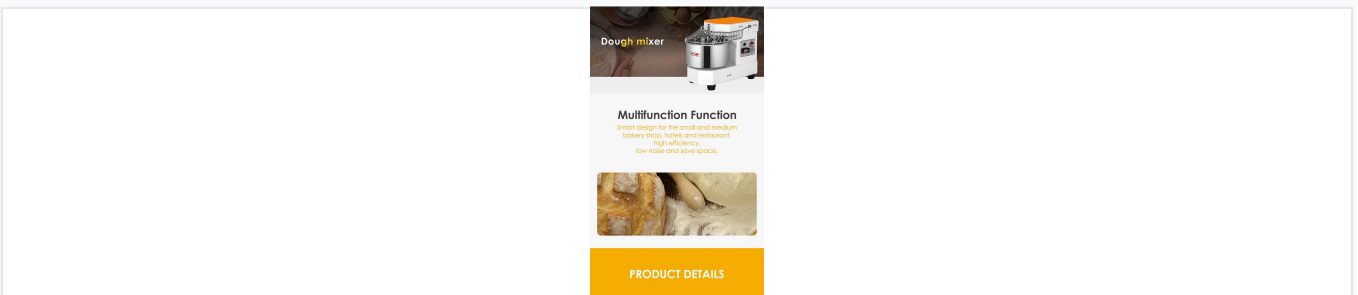 Dough mixer
Multifunction Function
Smart design for the small and medium
bakery shop, hotels and restaurant,
high efficiency,
low noise and save space.
PRODUCT DETAILS